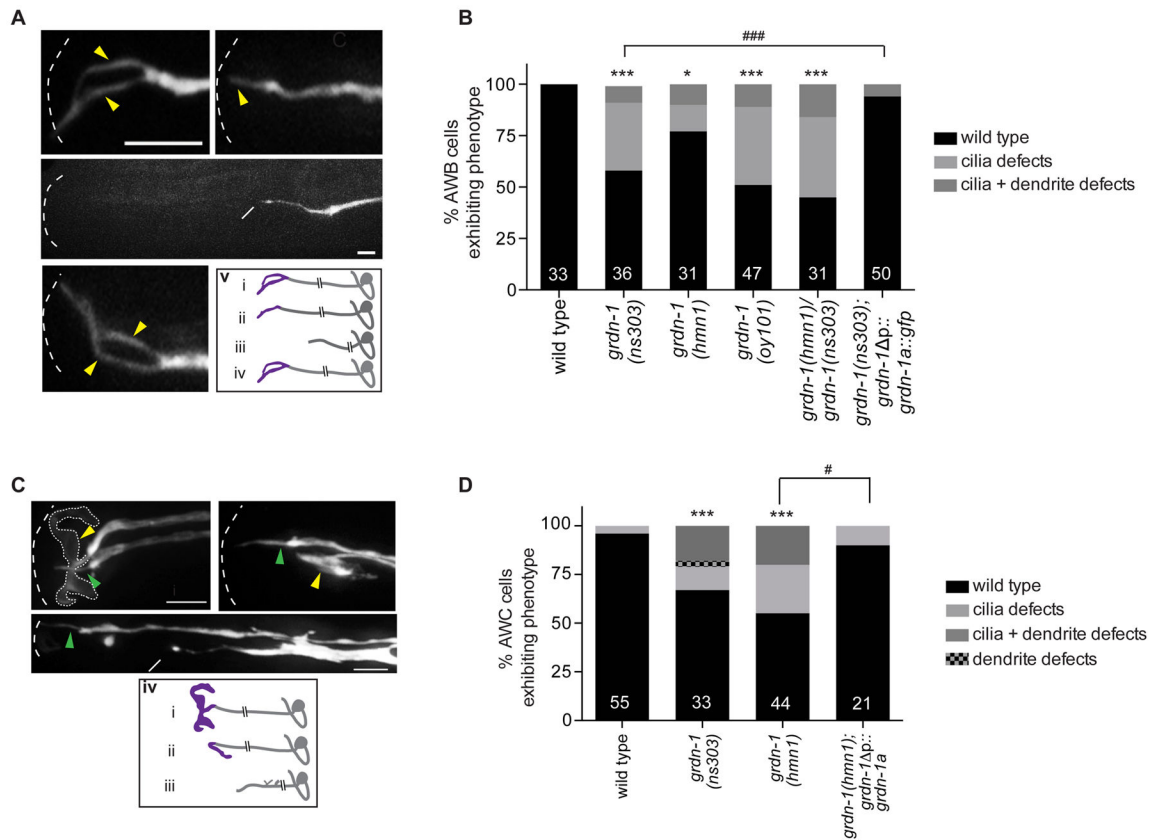 A
C
v
i
ii
iii
iv
B
###
***
*
***
***
% AWB cells
exhibiting phenotype
100
75
50
25
0
33
36
31
47
31
50
wild type
grdn-1
(ns303)
grdn-1
(hmn1)
grdn-1
(oy101)
grdn-1(hmn1)/
grdn-1(ns303)
grdn-1(ns303);
grdn-1Δp::
grdn-1a::gfp
wild type
cilia defects
cilia + dendrite defects
C
iv
i
ii
iii
D
#
***
***
% AWC cells
exhibiting phenotype
100
75
50
25
0
55
33
44
21
wild type
grdn-1
(ns303)
grdn-1
(hmn1)
grdn-1(hmn1);
grdn-1Δp::
grdn-1a
wild type
cilia defects
cilia + dendrite defects
dendrite defects